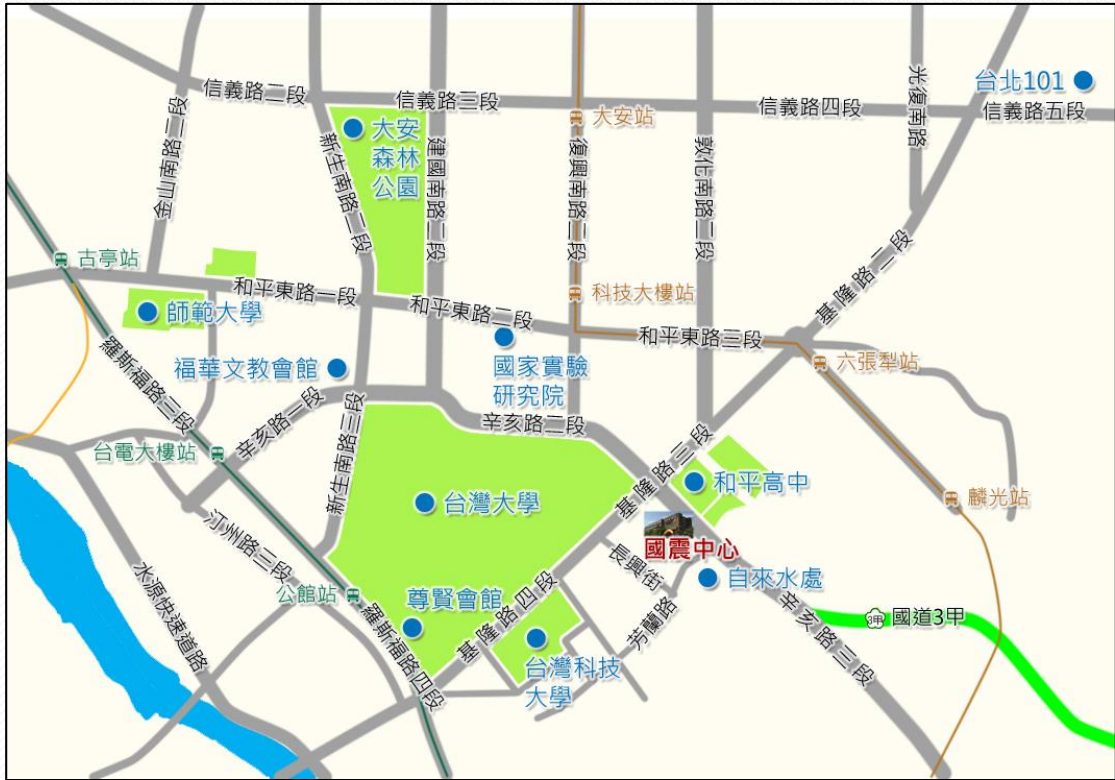 台北101
信義路二段
信義路三段
信義路四段
信義路五段
光復南路
大安站
大安
森林
公園
金山南路二段
新生南路二段
建國南路二段
復興南路二段
敦化南路二段
基隆路二段
古亭站
和平東路一段
和平東路二段
科技大樓站
和平東路三段
師範大學
福華文教會館
國家實驗
研究院
六張犁站
羅斯福路三段
辛亥路一段
辛亥路二段
新生南路三段
台電大樓站
基隆路三段
和平高中
麟光站
台灣大學
汀州路三段
國震中心
長興街
自來水處
水源快速道路
公館站
尊賢會館
羅斯福路四段
基隆路四段
芳蘭路
台灣科技
大學
辛亥路三段
3甲
國道3甲